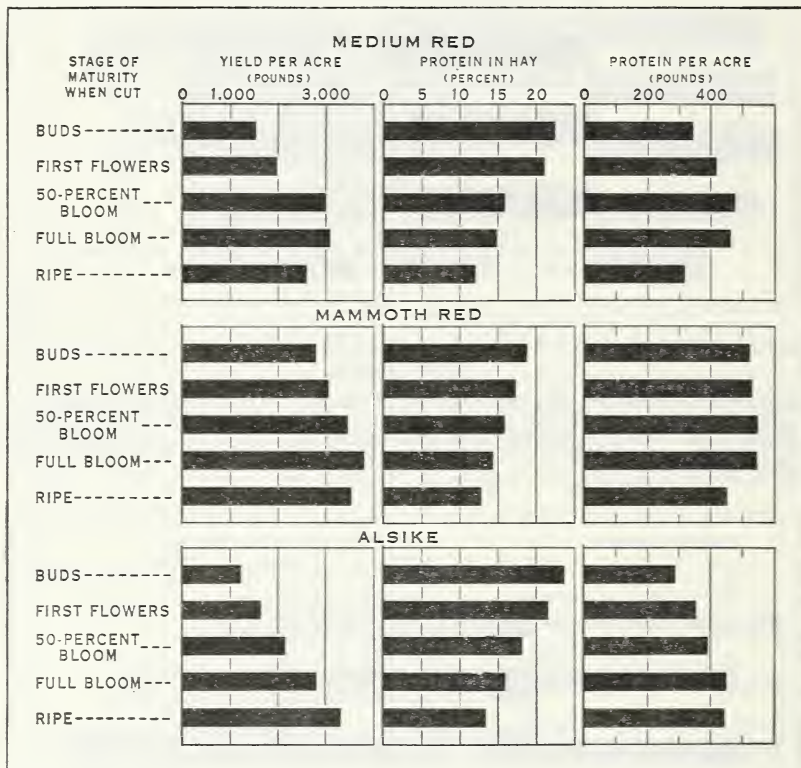 MEDIUM RED
STAGE OF MATURITY WHEN CUT
YIELD PER ACRE
(POUNDS)
0 1,000 3,000
PROTEIN IN HAY
(PERCENT)
0 5 10 15 20
PROTEIN PER ACRE
(POUNDS)
0 200 400
BUDS
FIRST FLOWERS
50-PERCENT
BLOOM
FULL BLOOM
RIPE
MAMMOTH RED
BUDS
FIRST FLOWERS
50-PERCENT
BLOOM
FULL BLOOM
RIPE
ALSIKE
BUDS
FIRST FLOWERS
50-PERCENT
BLOOM
FULL BLOOM
RIPE